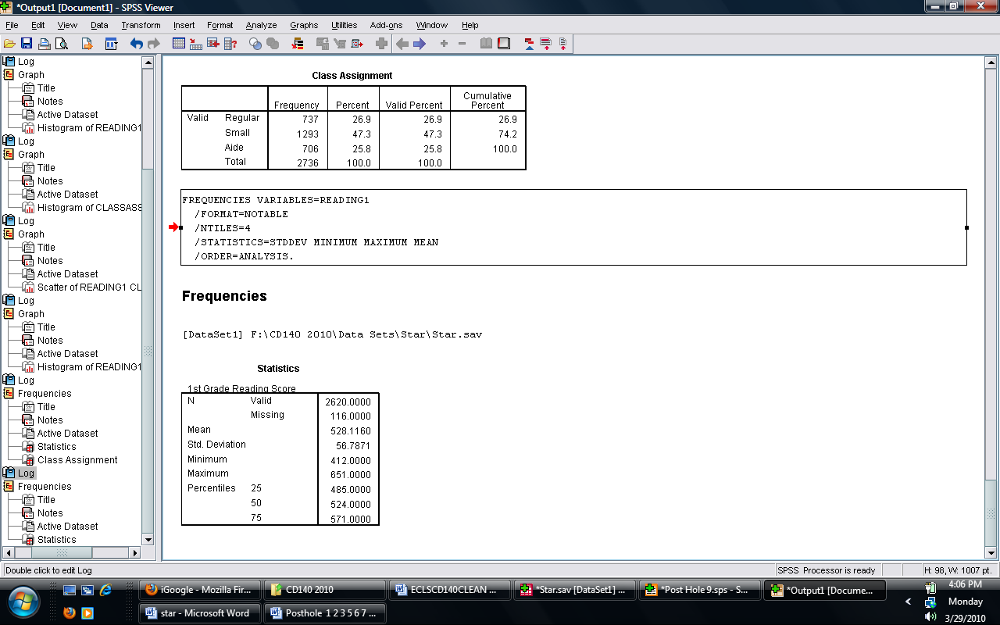 *Output1 [Document1] - SPSS Viewer
File Edit View Data Transform Insert Format Analyze Graphs Utilities Add-ons Window Help
Log
Graph
Title
Notes
Active Dataset
Histogram of READING1
Log
Graph
Title
Notes
Active Dataset
Histogram of CLASSASS
Log
Graph
Title
Notes
Active Dataset
Scatter of READING1 CL
Log
Graph
Title
Notes
Active Dataset
Histogram of READING1
Log
Frequencies
Title
Notes
Active Dataset
Statistics
Class Assignment
Log
Frequencies
Title
Notes
Active Dataset
Statistics
Class Assignment
Frequency Percent Valid Percent Cumulative Percent
Valid Regular 737 26.9 26.9 26.9
Small 1293 47.3 47.3 74.2
Aide 706 25.8 25.8 100.0
Total 2736 100.0 100.0
FREQUENCIES VARIABLES=READING1
/FORMAT=NOTABLE
/NTILES=4
/STATISTICS=STDDEV MINIMUM MAXIMUM MEAN
/ORDER=ANALYSIS.
Frequencies
[DataSet1] F:\CD140 2010\Data Sets\Star\Star.sav
Statistics
1st Grade Reading Score
N Valid 2620.0000
Missing 116.0000
Mean 528.1160
Std. Deviation 56.7871
Minimum 412.0000
Maximum 651.0000
Percentiles 25 485.0000
50 524.0000
75 571.0000
Double click to edit Log SPSS Processor is ready H: 98, W: 1007 pt.
iGoogle - Mozilla Fir... CD140 2010 ECLSCD140CLEAN ... *Star.sav [DataSet1] ... *Post Hole 9.sps - S... *Output1 [Docume...
star - Microsoft Word Posthole 1 2 3 5 6 7 ...
4:06 PM
Monday
3/29/2010